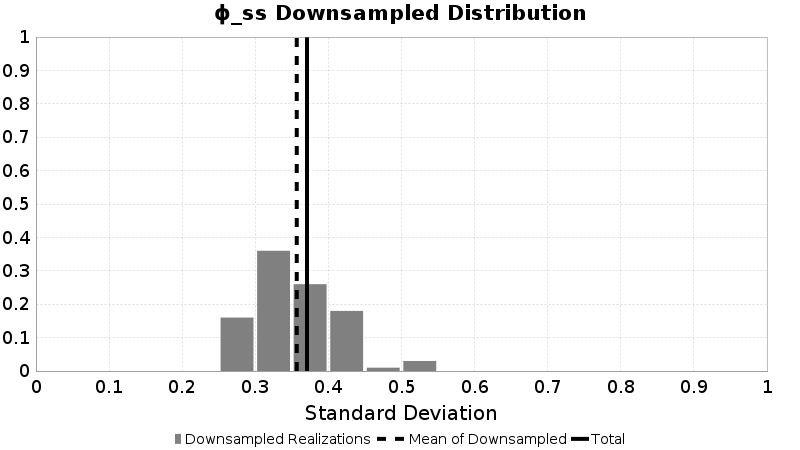 ϕ_ss Downsampled Distribution
1
0.9
0.8
0.7
0.6
0.5
0.4
0.3
0.2
0.1
0
0 0.1 0.2 0.3 0.4 0.5 0.6 0.7 0.8 0.9 1
Standard Deviation
Downsampled Realizations Mean of Downsampled Total